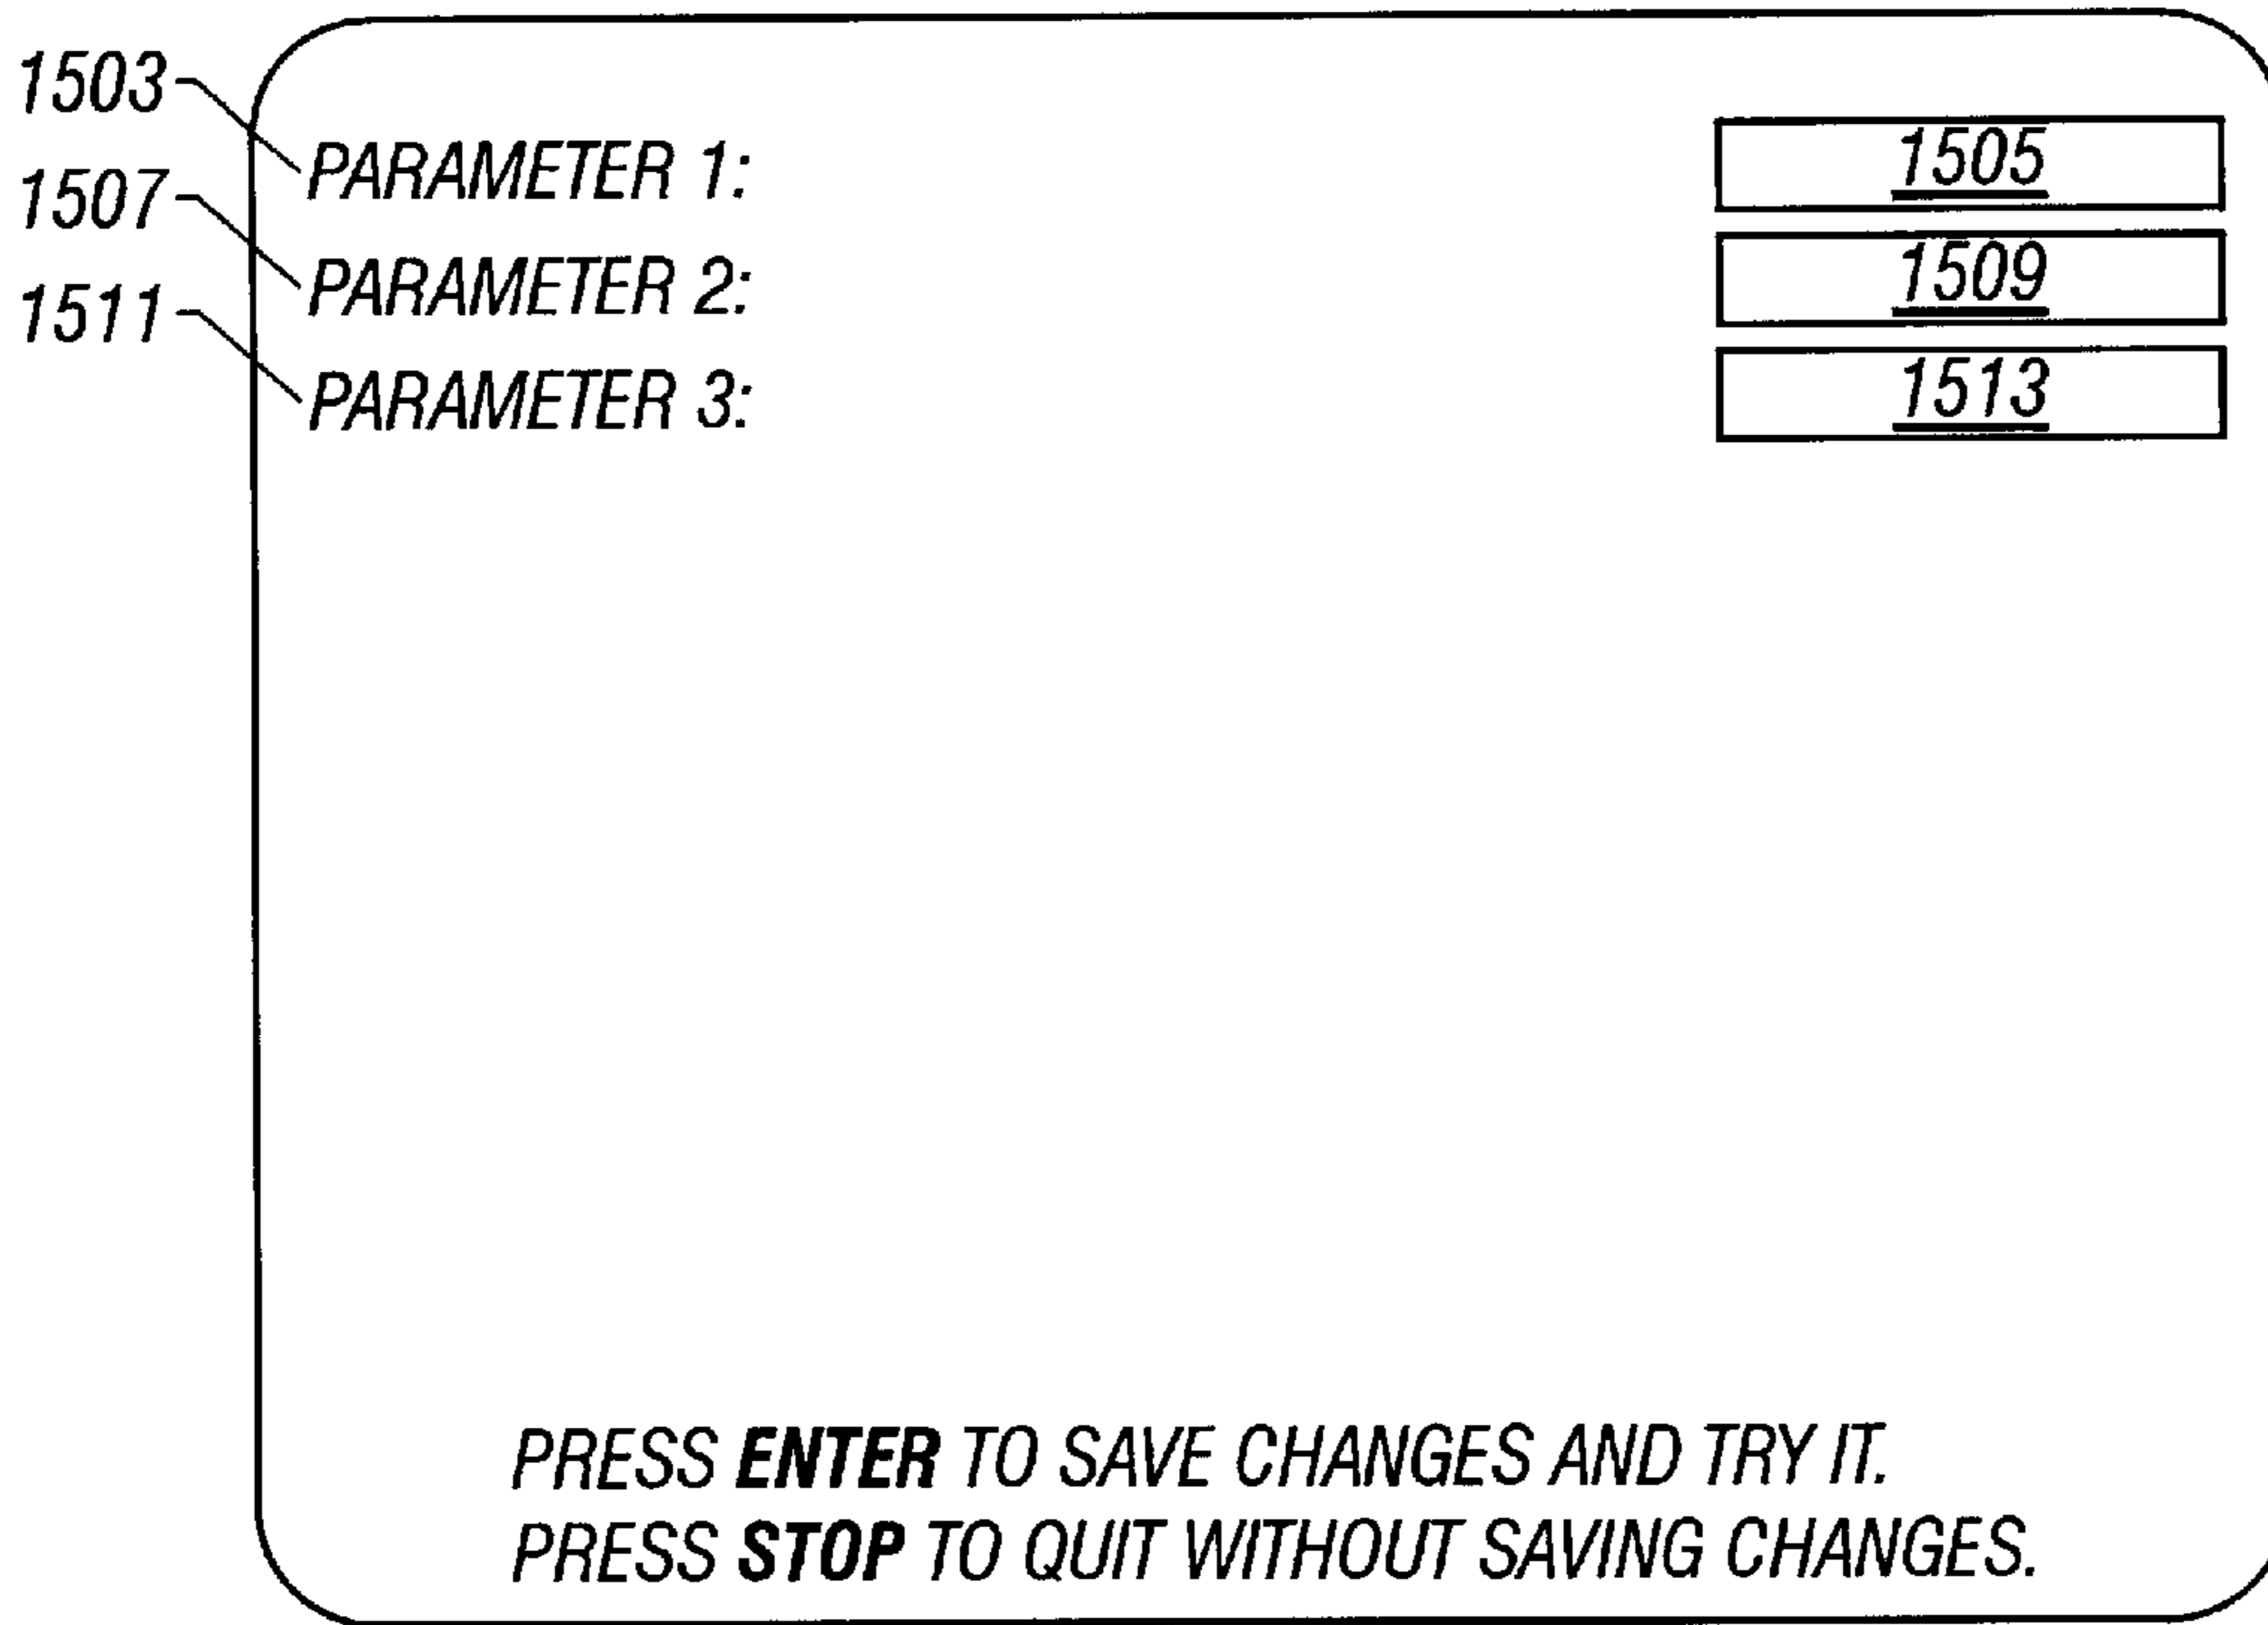 1503
PARAMETER 1: 1505
1507
PARAMETER 2: 1509
1511
PARAMETER 3: 1513
PRESS ENTER TO SAVE CHANGES AND TRY IT.
PRESS STOP TO QUIT WITHOUT SAVING CHANGES.